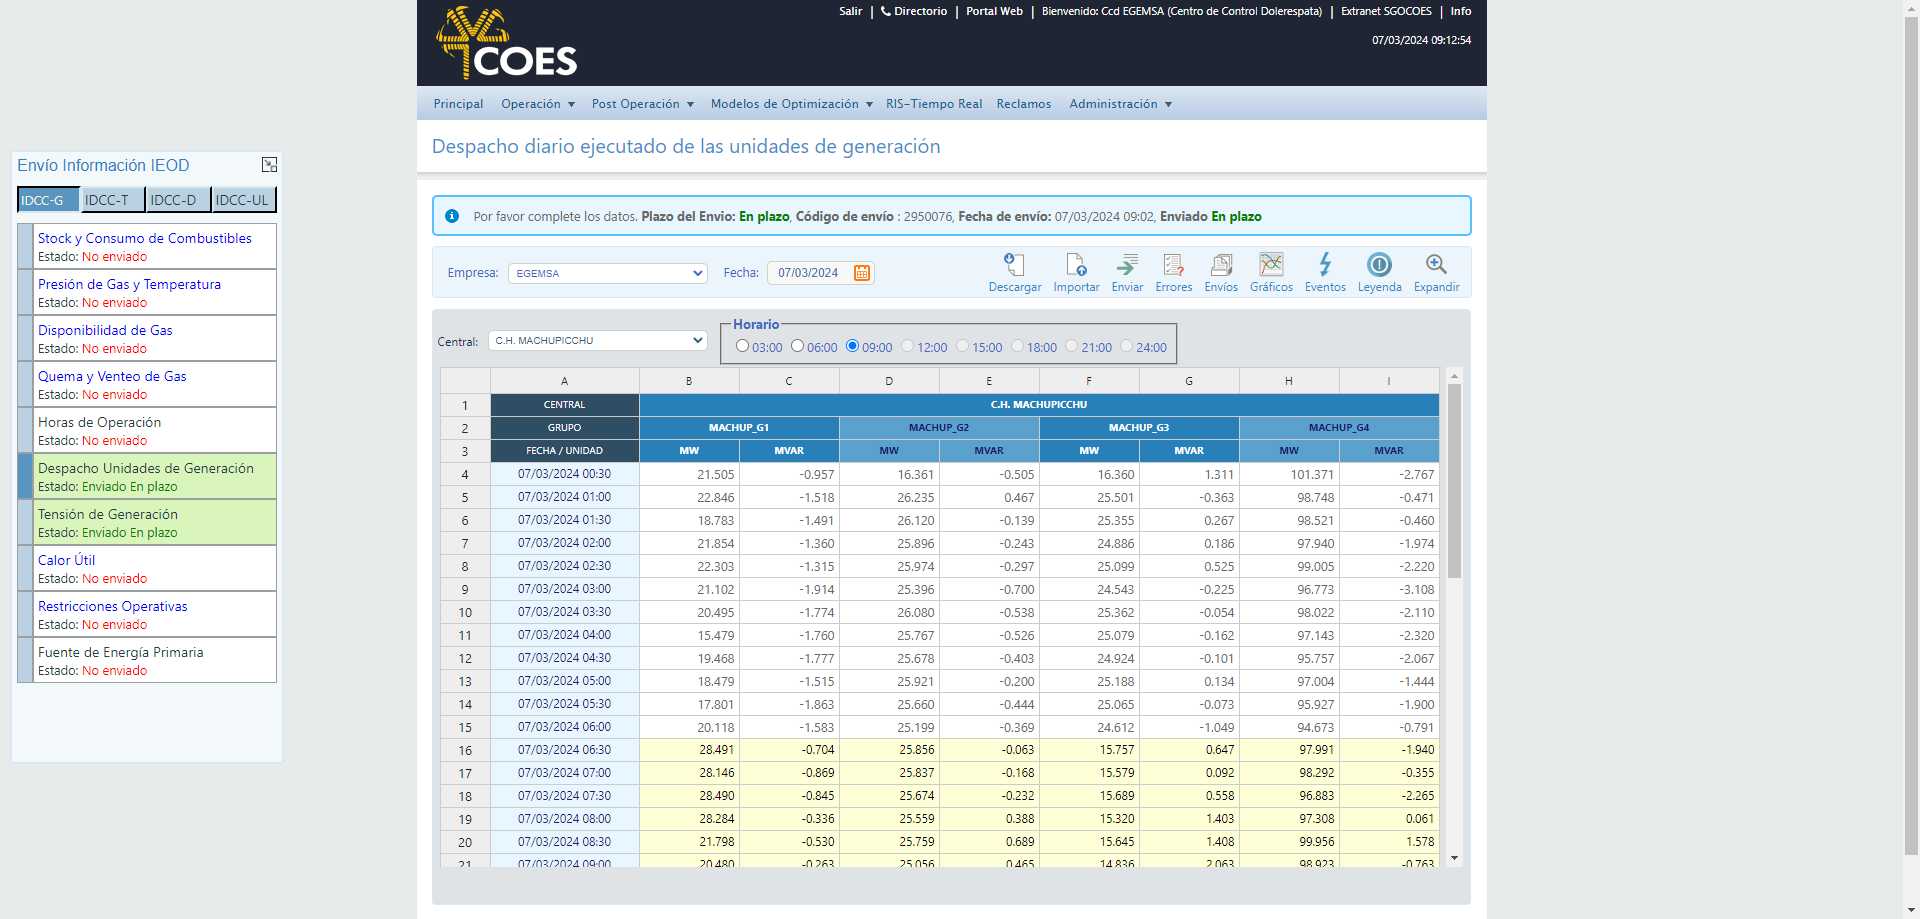 Salir | Directorio | Portal Web | Bienvenido: Ccd EGEMSA (Centro de Control Dolerespata) | Extranet SGOCOES | Info
07/03/2024 09:12:54
COES
Principal Operación Post Operación Modelos de Optimización RIS-Tiempo Real Reclamos Administración
Despacho diario ejecutado de las unidades de generación
Envío Información IEOD
IDCC-G IDCC-T IDCC-D IDCC-UL
Stock y Consumo de Combustibles
Estado: No enviado
Presión de Gas y Temperatura
Estado: No enviado
Disponibilidad de Gas
Estado: No enviado
Quema y Venteo de Gas
Estado: No enviado
Horas de Operación
Estado: No enviado
Despacho Unidades de Generación
Estado: Enviado En plazo
Tensión de Generación
Estado: Enviado En plazo
Calor Útil
Estado: No enviado
Restricciones Operativas
Estado: No enviado
Fuente de Energía Primaria
Estado: No enviado
Por favor complete los datos. Plazo del Envio: En plazo, Código de envío : 2950076, Fecha de envío: 07/03/2024 09:02, Enviado En plazo
Empresa: EGEMSA Fecha: 07/03/2024
Descargar Importar Enviar Errores Envíos Gráficos Eventos Leyenda Expandir
Central: C.H. MACHUPICCHU
Horario
03:00 06:00 09:00 12:00 15:00 18:00 21:00 24:00
A B C D E F G H I
1 CENTRAL C.H. MACHUPICCHU
2 GRUPO MACHUP_G1 MACHUP_G2 MACHUP_G3 MACHUP_G4
3 FECHA / UNIDAD MW MVAR MW MVAR MW MVAR MW MVAR
4 07/03/2024 00:30 21.505 -0.957 16.361 -0.505 16.360 1.311 101.371 -2.767
5 07/03/2024 01:00 22.846 -1.518 26.235 0.467 25.501 -0.363 98.748 -0.471
6 07/03/2024 01:30 18.783 -1.491 26.120 -0.139 25.355 0.267 98.521 -0.460
7 07/03/2024 02:00 21.854 -1.360 25.896 -0.243 24.886 0.186 97.940 -1.974
8 07/03/2024 02:30 22.303 -1.315 25.974 -0.297 25.099 0.525 99.005 -2.220
9 07/03/2024 03:00 21.102 -1.914 25.396 -0.700 24.543 -0.225 96.773 -3.108
10 07/03/2024 03:30 20.495 -1.774 26.080 -0.538 25.362 -0.054 98.022 -2.110
11 07/03/2024 04:00 15.479 -1.760 25.767 -0.526 25.079 -0.162 97.143 -2.320
12 07/03/2024 04:30 19.468 -1.777 25.678 -0.403 24.924 -0.101 95.757 -2.067
13 07/03/2024 05:00 18.479 -1.515 25.921 -0.200 25.188 0.134 97.004 -1.444
14 07/03/2024 05:30 17.801 -1.863 25.660 -0.444 25.065 -0.073 95.927 -1.900
15 07/03/2024 06:00 20.118 -1.583 25.199 -0.369 24.612 -1.049 94.673 -0.791
16 07/03/2024 06:30 28.491 -0.704 25.856 -0.063 15.757 0.647 97.991 -1.940
17 07/03/2024 07:00 28.146 -0.869 25.837 -0.168 15.579 0.092 98.292 -0.355
18 07/03/2024 07:30 28.490 -0.845 25.674 -0.232 15.689 0.558 96.883 -2.265
19 07/03/2024 08:00 28.284 -0.336 25.559 0.388 15.320 1.403 97.308 0.061
20 07/03/2024 08:30 21.798 -0.530 25.759 0.689 15.645 1.408 99.956 1.578
21 07/03/2024 09:00 20.480 -0.263 25.056 0.465 14.836 2.063 98.923 -0.763